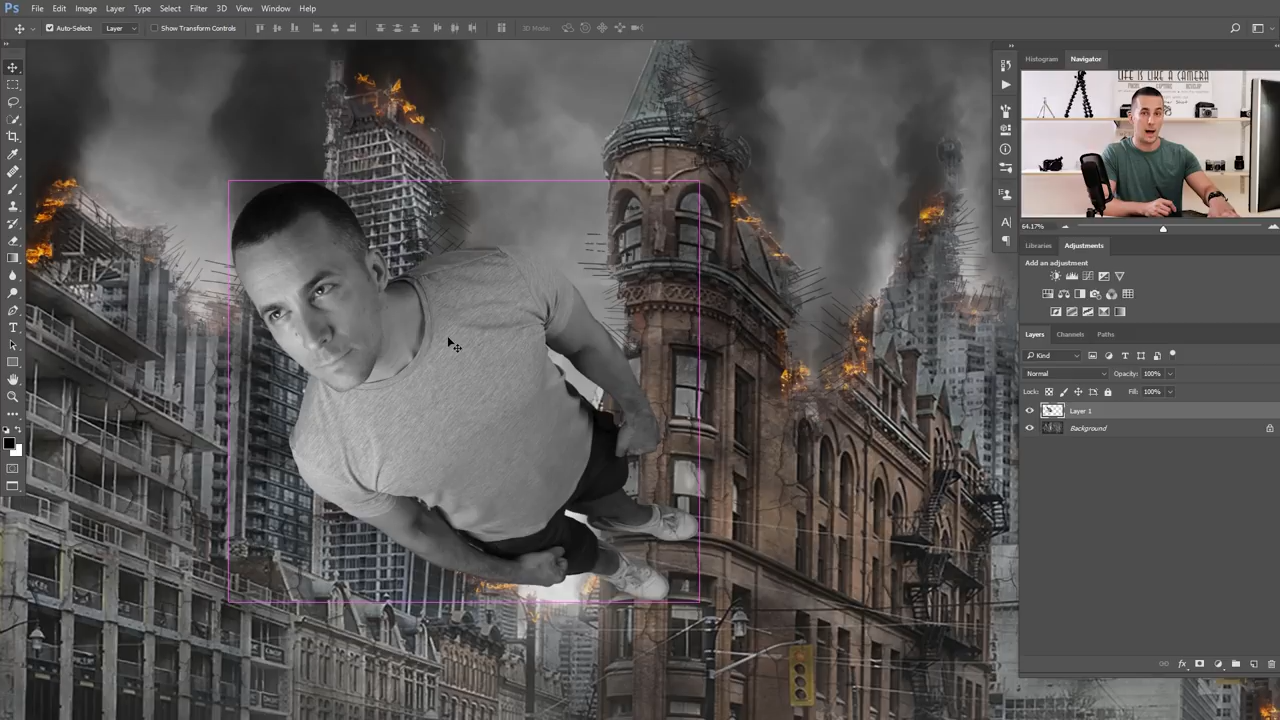 Ps File Edit Image Layer Type Select Filter 3D View Window Help
Auto-Select: Layer Show Transform Controls 3D Mode:
Histogram Navigator
LIFE IS LIKE A CAMERA
64.17%
Libraries Adjustments
Add an adjustment
Layers Channels Paths
Kind
Normal Opacity: 100%
Lock: Fill: 100%
Layer 1
Background